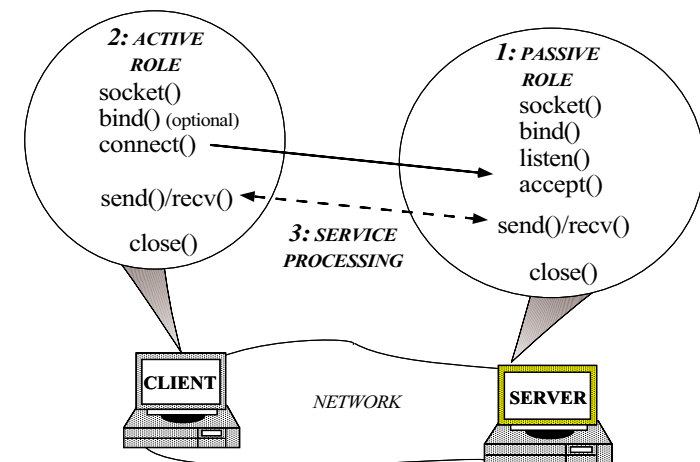 2: ACTIVE
ROLE
socket()
bind() (optional)
connect()
send()/recv()
close()
1: PASSIVE
ROLE
socket()
bind()
listen()
accept()
send()/recv()
close()
3: SERVICE
PROCESSING
CLIENT
NETWORK
SERVER